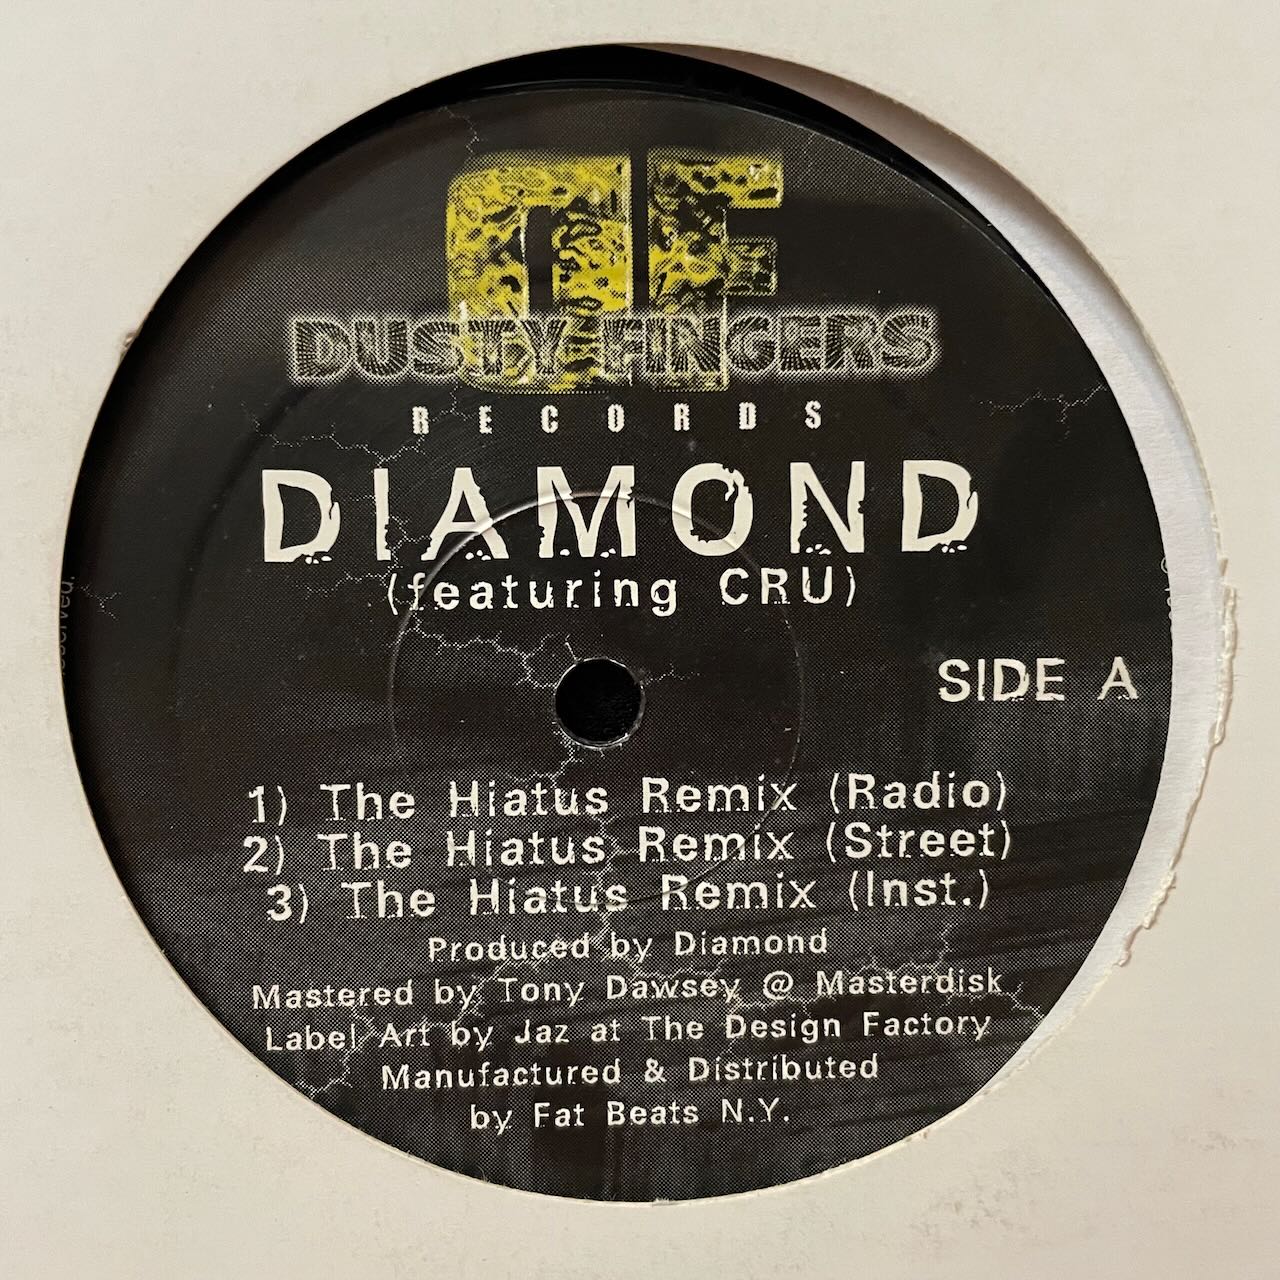 DF
DUSTY FINGERS
RECORDS
DIAMOND
(featuring CRU)
SIDE A
1) The Hiatus Remix (Radio)
2) The Hiatus Remix (Street)
3) The Hiatus Remix (Inst.)
Produced by Diamond
Mastered by Tony Dawsey @ Masterdisk
Label Art by Jaz at The Design Factory
Manufactured & Distributed
by Fat Beats N.Y.